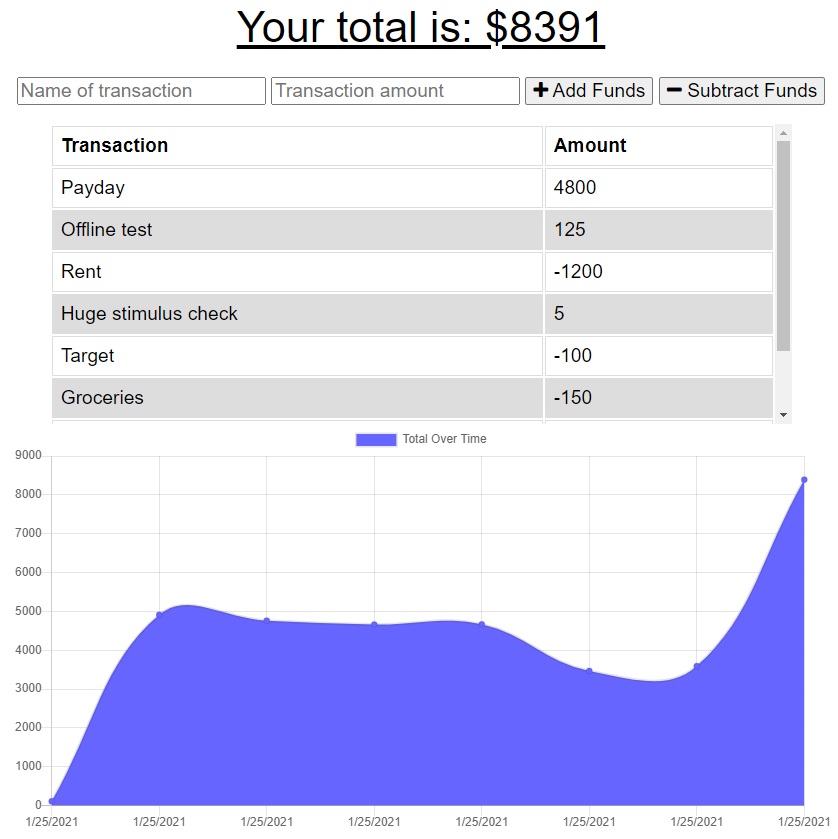 Your total is: $8391
Name of transaction Transaction amount + Add Funds − Subtract Funds
Transaction Amount
Payday 4800
Offline test 125
Rent -1200
Huge stimulus check 5
Target -100
Groceries -150
Total Over Time
9000
8000
7000
6000
5000
4000
3000
2000
1000
0
1/25/2021 1/25/2021 1/25/2021 1/25/2021 1/25/2021 1/25/2021 1/25/2021 1/25/2021